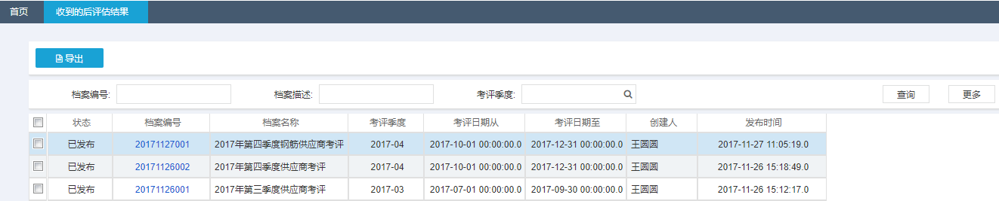 首页 收到的后评估结果
导出
档案编号: 档案描述: 考评季度: 查询 更多
状态 档案编号 档案名称 考评季度 考评日期从 考评日期至 创建人 发布时间
已发布 20171127001 2017年第四季度钢筋供应商考评 2017-04 2017-10-01 00:00:00.0 2017-12-31 00:00:00.0 王圆圆 2017-11-27 11:05:19.0
已发布 20171126002 2017年第四季度供应商考评 2017-04 2017-10-01 00:00:00.0 2017-12-31 00:00:00.0 王圆圆 2017-11-26 15:18:49.0
已发布 20171126001 2017年第三季度供应商考评 2017-03 2017-07-01 00:00:00.0 2017-09-30 00:00:00.0 王圆圆 2017-11-26 15:12:17.0